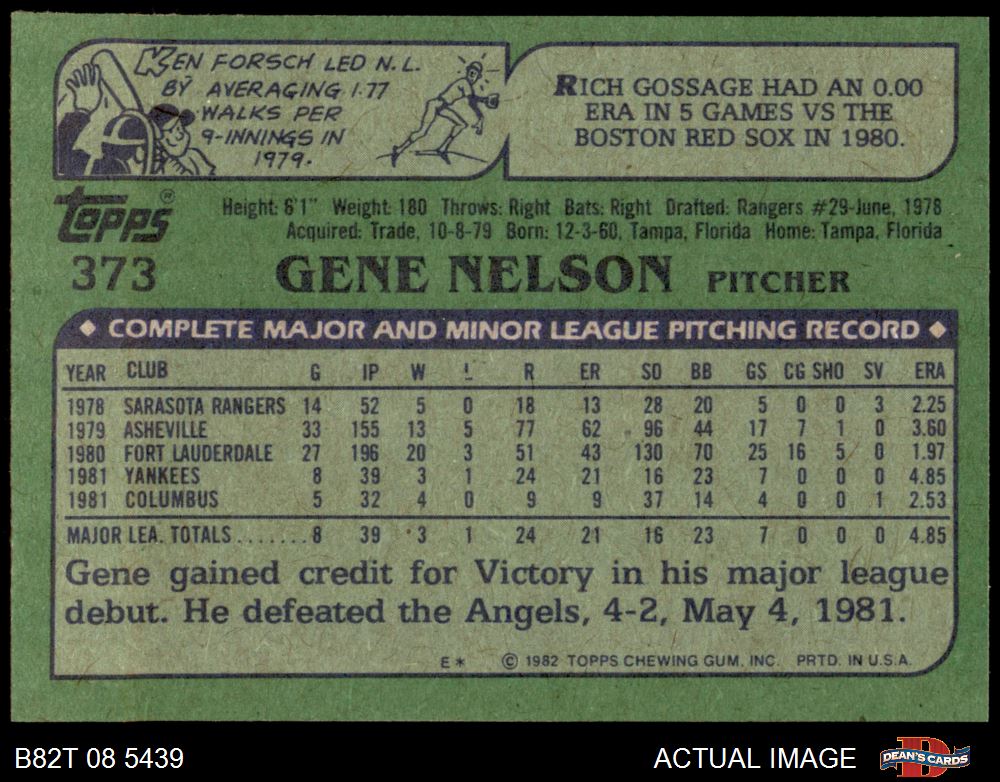 KEN FORSCH LED N.L.
BY AVERAGING 1.77
WALKS PER
9-INNINGS IN
1979.
RICH GOSSAGE HAD AN 0.00
ERA IN 5 GAMES VS THE
BOSTON RED SOX IN 1980.
Topps®
Height: 6'1" Weight: 180 Throws: Right Bats: Right Drafted: Rangers #29-June, 1978
Acquired: Trade, 10-8-79 Born: 12-3-60, Tampa, Florida Home: Tampa, Florida
373 GENE NELSON PITCHER
◆ COMPLETE MAJOR AND MINOR LEAGUE PITCHING RECORD ◆
YEAR CLUB G IP W L R ER SO BB GS CG SHO SV ERA
1978 SARASOTA RANGERS 14 52 5 0 18 13 28 20 5 0 0 3 2.25
1979 ASHEVILLE 33 155 13 5 77 62 96 44 17 7 1 0 3.60
1980 FORT LAUDERDALE 27 196 20 3 51 43 130 70 25 16 5 0 1.97
1981 YANKEES 8 39 3 1 24 21 16 23 7 0 0 0 4.85
1981 COLUMBUS 5 32 4 0 9 9 37 14 4 0 0 1 2.53
MAJOR LEA. TOTALS.......8 39 3 1 24 21 16 23 7 0 0 0 4.85
Gene gained credit for Victory in his major league
debut. He defeated the Angels, 4-2, May 4, 1981.
E* © 1982 TOPPS CHEWING GUM, INC. PRTD. IN U.S.A.
B82T 08 5439 ACTUAL IMAGE DEAN'S CARDS